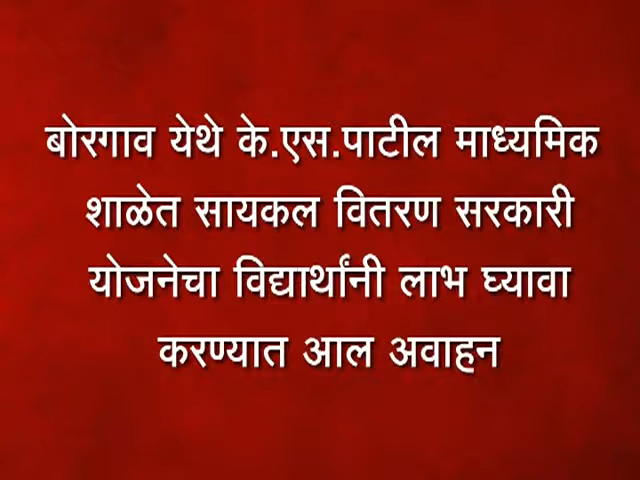 बोरगाव येथे के.एस.पाटील माध्यमिक
शाळेत सायकल वितरण सरकारी
योजनेचा विद्यार्थांनी लाभ घ्यावा
करण्यात आल अवाहन